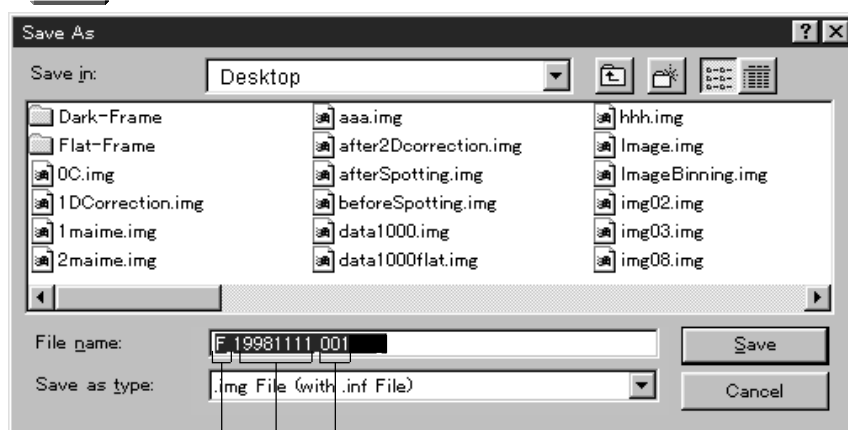 Save As
Save in:
Desktop
Dark-Frame
aaa.img
hhh.img
Flat-Frame
after2Dcorrection.img
Image.img
0C.img
afterSpotting.img
ImageBinning.img
1DCorrection.img
beforeSpotting.img
img02.img
1maime.img
data1000.img
img03.img
2maime.img
data1000flat.img
img08.img
File name:
F 19981111 001
Save
Save as type:
.img File (with .inf File)
Cancel